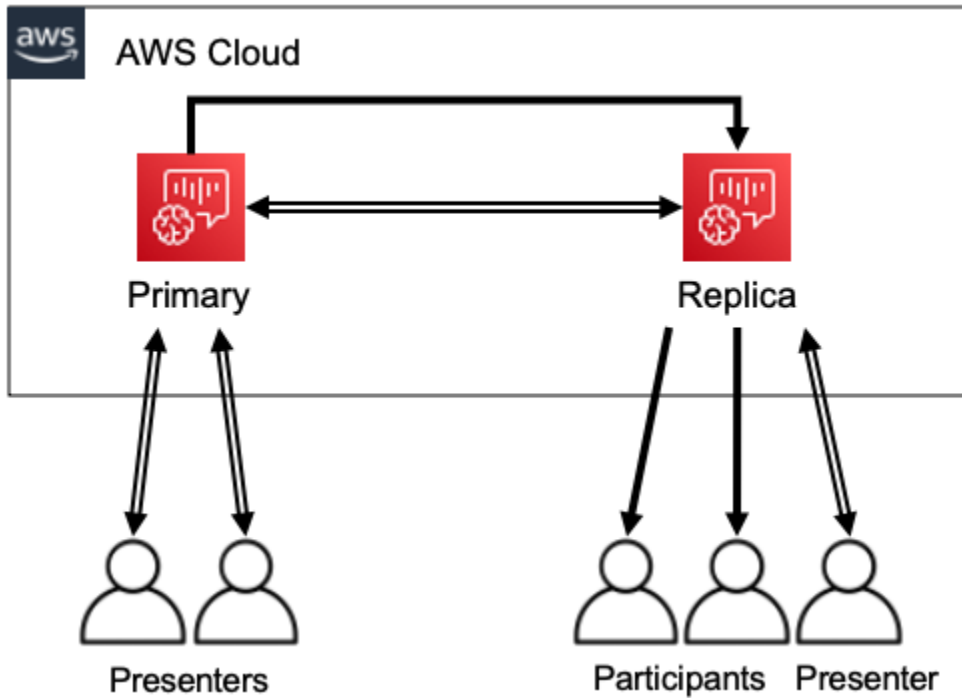 aws
AWS Cloud
Primary
Replica
Presenters
Participants
Presenter